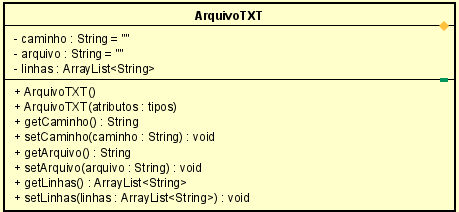 ArquivoTXT
- caminho : String = ""
- arquivo : String = ""
- linhas : ArrayList<String>
+ ArquivoTXT()
+ ArquivoTXT(atributos : tipos)
+ getCaminho() : String
+ setCaminho(caminho : String) : void
+ getArquivo() : String
+ setArquivo(arquivo : String) : void
+ getLinhas() : ArrayList<String>
+ setLinhas(linhas : ArrayList<String>) : void